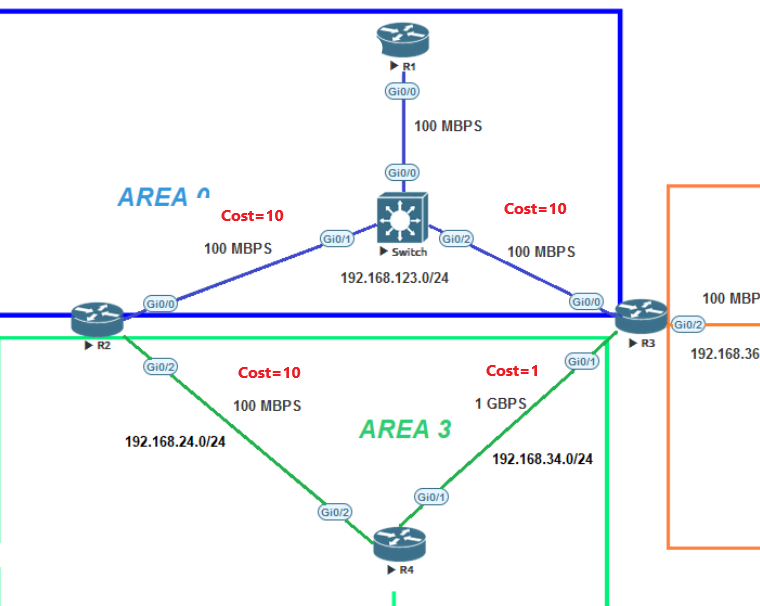 R1
Gi0/0
100 MBPS
Gi0/0
AREA
Cost=10
Cost=10
Gi0/1
Gi0/2
100 MBPS
Switch
100 MBPS
192.168.123.0/24
Gi0/0
Gi0/0
100 MBP
R2
R3
Gi0/2
192.168.36
Gi0/2
Gi0/1
Cost=10
Cost=1
100 MBPS
1 GBPS
AREA 3
192.168.24.0/24
192.168.34.0/24
Gi0/1
Gi0/2
R4